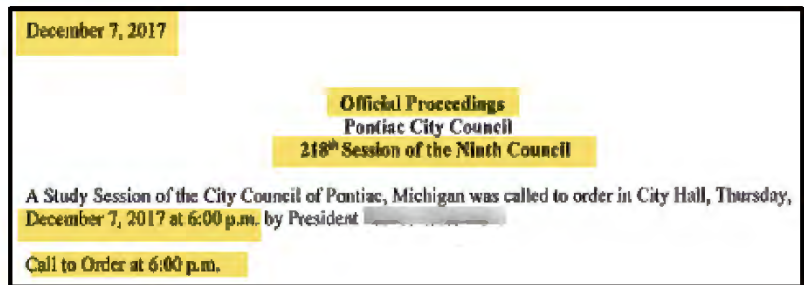 December 7, 2017
Official Proceedings
Pontiac City Council
218th Session of the Ninth Council
A Study Session of the City Council of Pontiac, Michigan was called to order in City Hall, Thursday,
December 7, 2017 at 6:00 p.m. by President
Call to Order at 6:00 p.m.